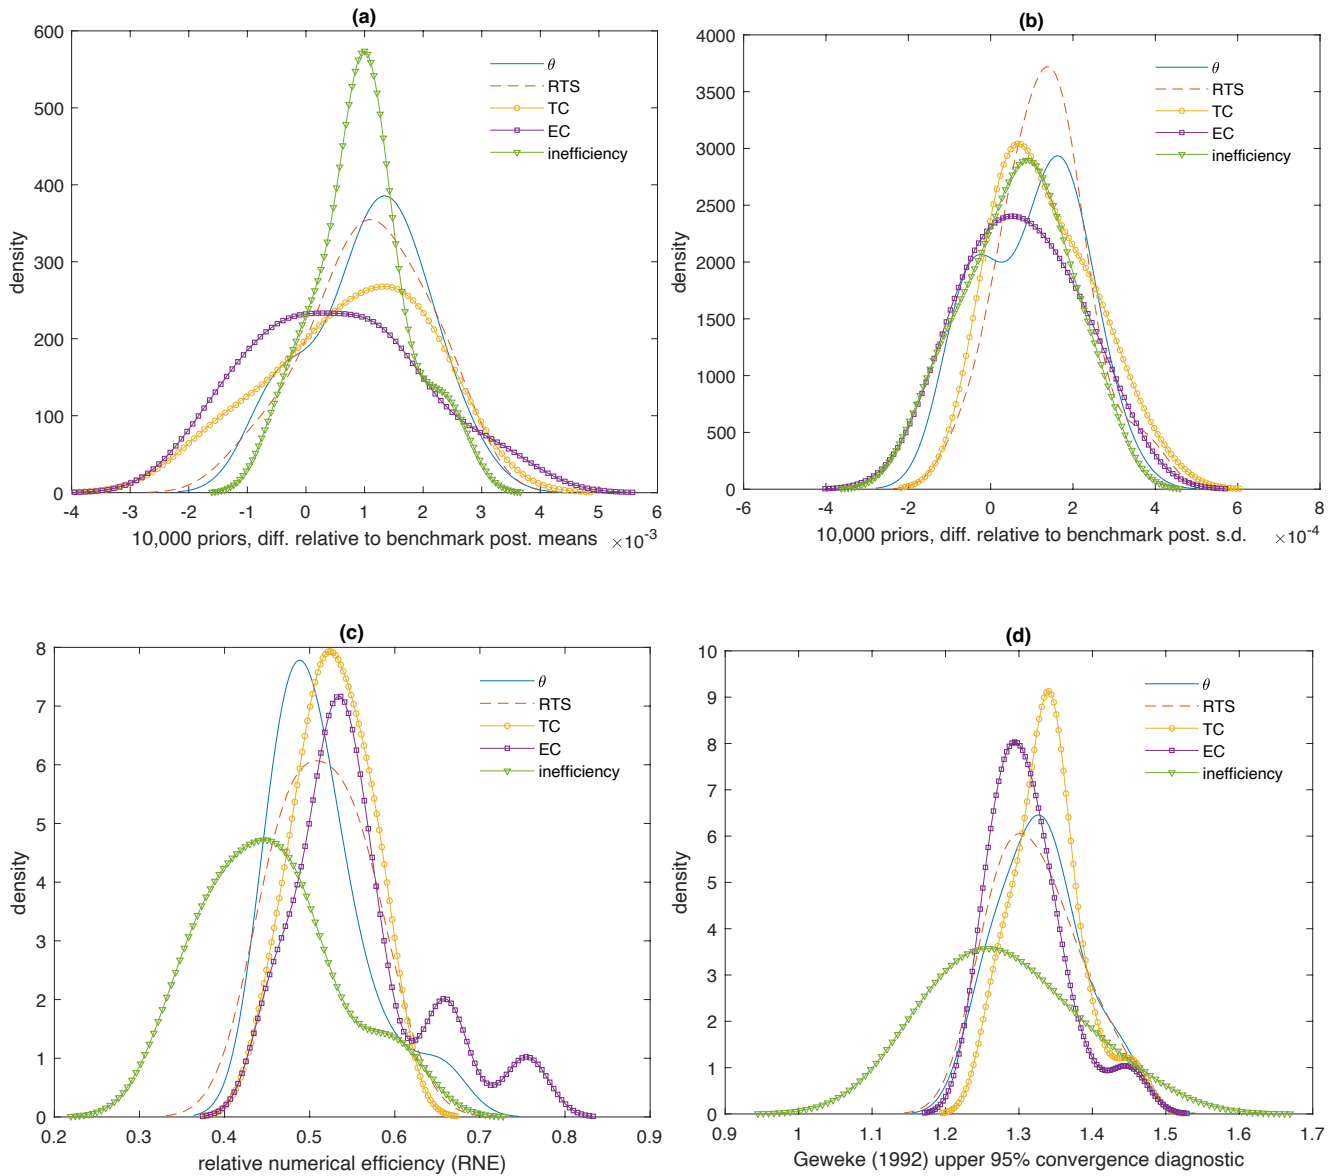 (a)
600
500
400
300
200
100
0
density
-4 -3 -2 -1 0 1 2 3 4 5 6
10,000 priors, diff. relative to benchmark post. means ×10^-3
θ
RTS
TC
EC
inefficiency
(b)
4000
3500
3000
2500
2000
1500
1000
500
0
density
-6 -4 -2 0 2 4 6 8
10,000 priors, diff. relative to benchmark post. s.d. ×10^-4
θ
RTS
TC
EC
inefficiency
(c)
8
7
6
5
4
3
2
1
0
density
0.2 0.3 0.4 0.5 0.6 0.7 0.8 0.9
relative numerical efficiency (RNE)
θ
RTS
TC
EC
inefficiency
(d)
10
9
8
7
6
5
4
3
2
1
0
density
0.9 1 1.1 1.2 1.3 1.4 1.5 1.6 1.7
Geweke (1992) upper 95% convergence diagnostic
θ
RTS
TC
EC
inefficiency